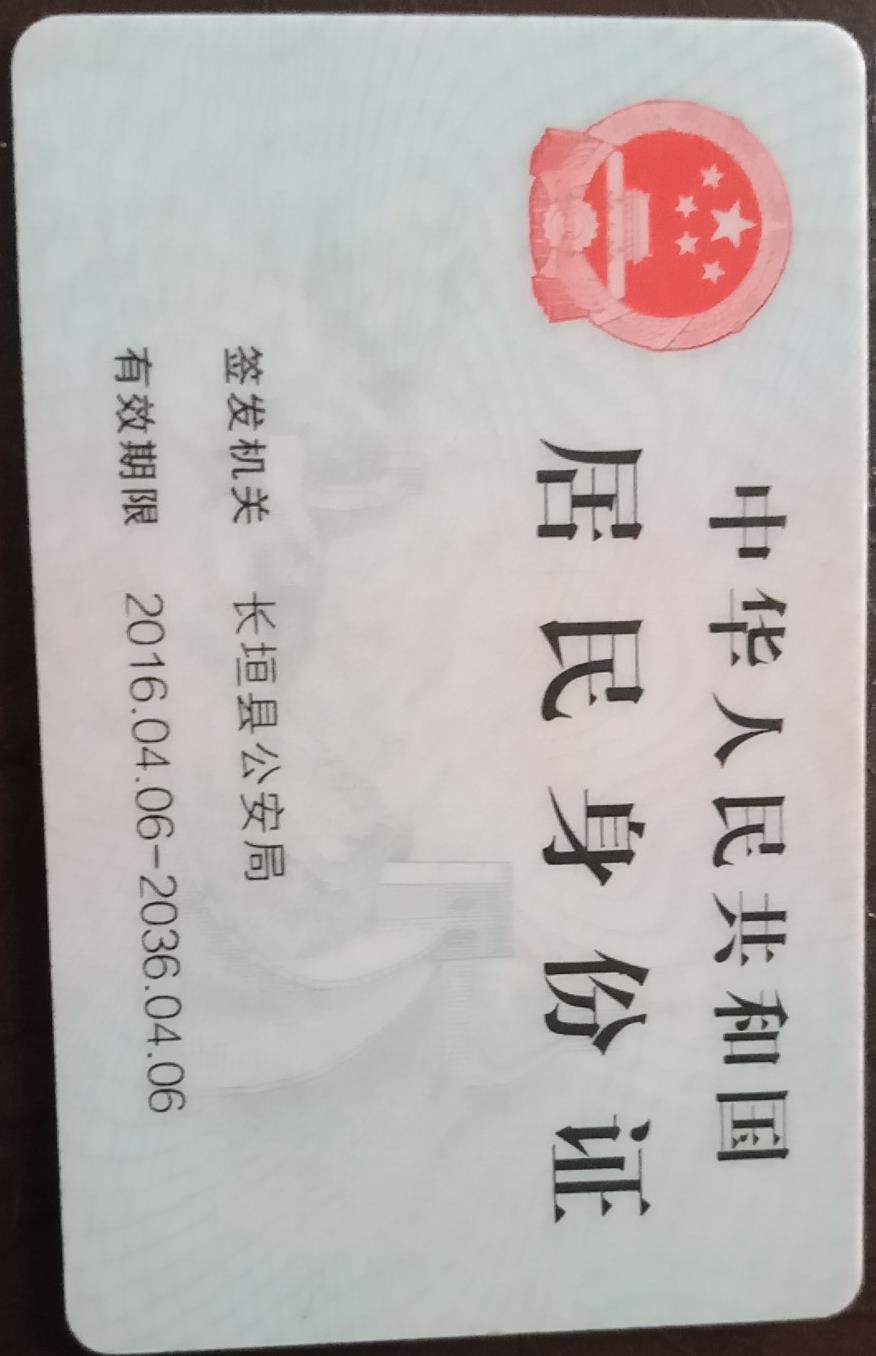 中华人民共和国
居民身份证
签发机关 长垣县公安局
有效期限 2016.04.06-2036.04.06